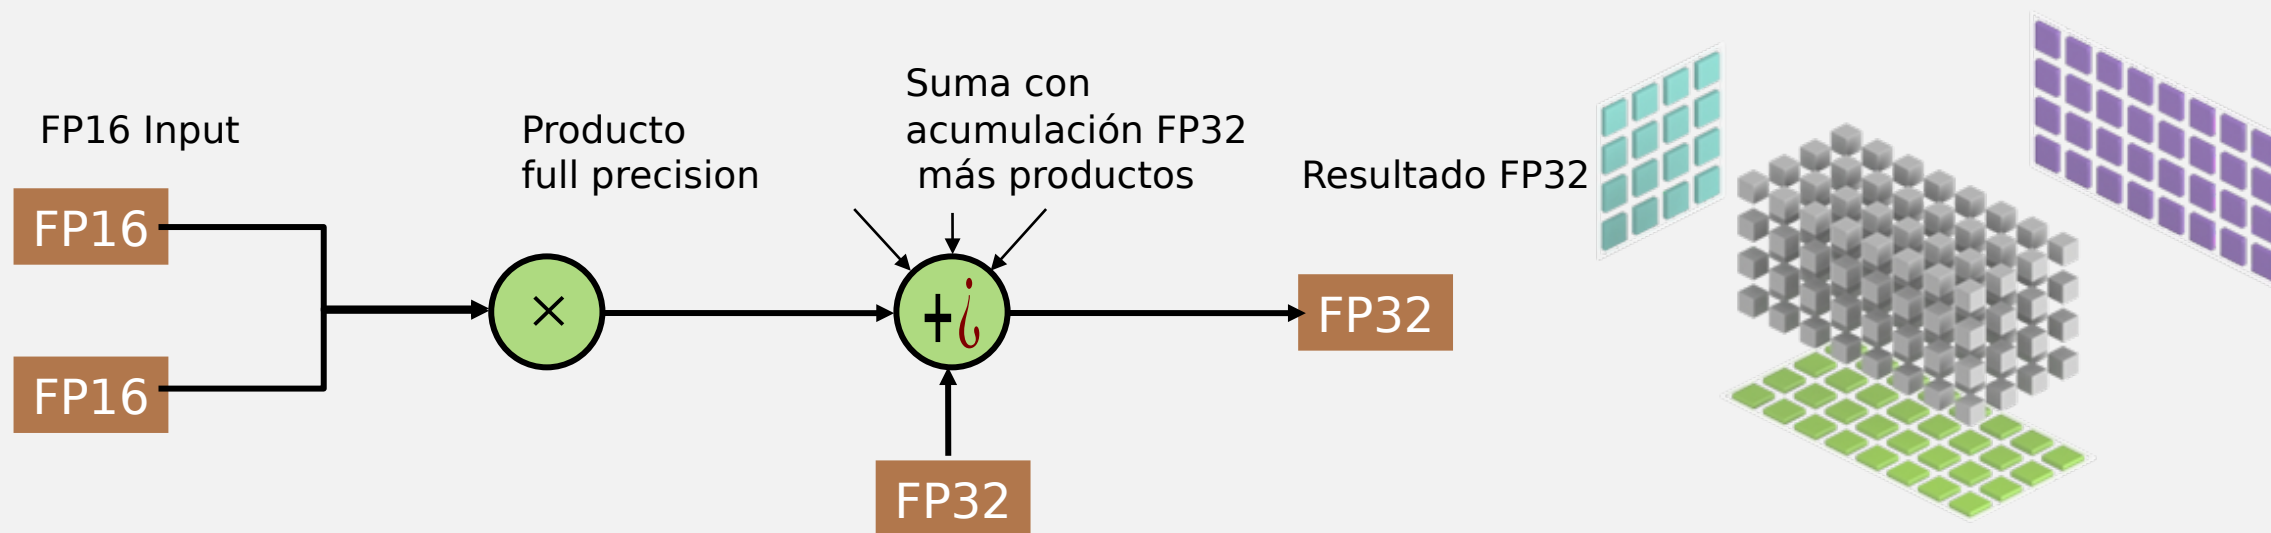 FP16 Input
FP16
FP16
Producto
full precision
×
Suma con
acumulación FP32
más productos
+¿
FP32
Resultado FP32
FP32